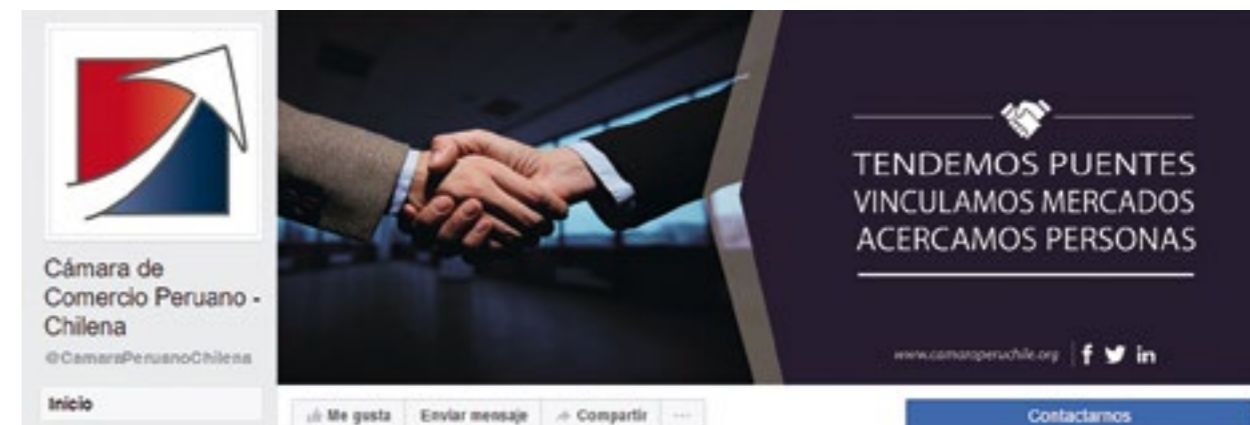 Cámara de
Comercio Peruano -
Chilena
@CamaraPeruanoChilena
Inicio
TENDEMOS PUENTES
VINCULAMOS MERCADOS
ACERCAMOS PERSONAS
www.camaraperuchile.org
Me gusta
Enviar mensaje
Compartir
Contactarnos